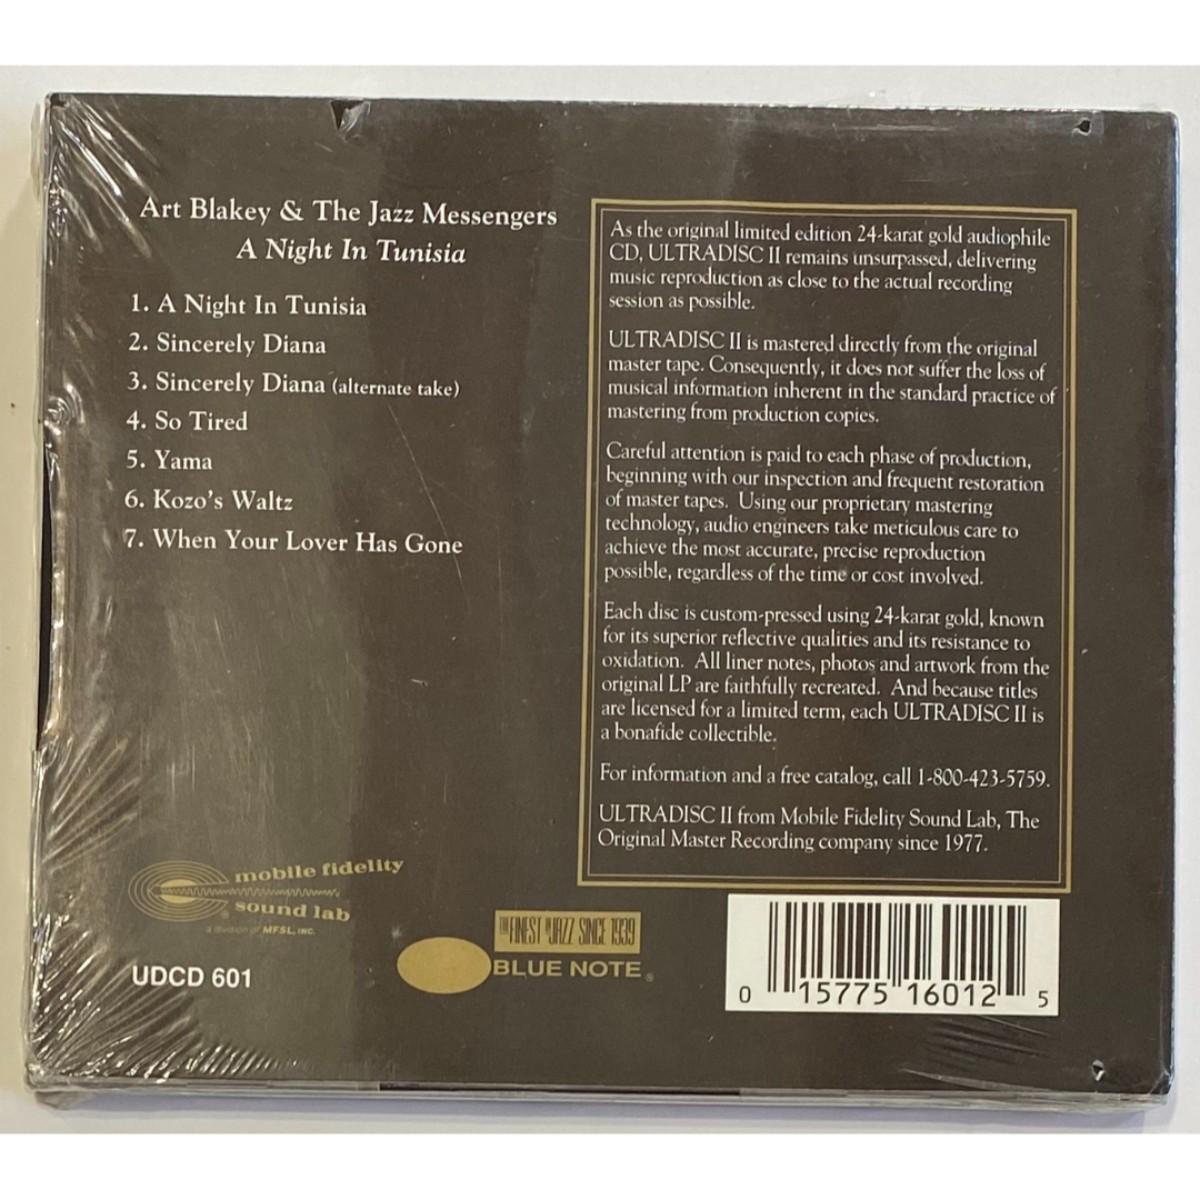 Art Blakey & The Jazz Messengers
A Night In Tunisia
1. A Night In Tunisia
2. Sincerely Diana
3. Sincerely Diana (alternate take)
4. So Tired
5. Yama
6. Kozo's Waltz
7. When Your Lover Has Gone
As the original limited edition 24-karat gold audiophile
CD, ULTRADISC II remains unsurpassed, delivering
music reproduction as close to the actual recording
session as possible.
ULTRADISC II is mastered directly from the original
master tape. Consequently, it does not suffer the loss of
musical information inherent in the standard practice of
mastering from production copies.
Careful attention is paid to each phase of production,
beginning with our inspection and frequent restoration
of master tapes. Using our proprietary mastering
technology, audio engineers take meticulous care to
achieve the most accurate, precise reproduction
possible, regardless of the time or cost involved.
Each disc is custom-pressed using 24-karat gold, known
for its superior reflective qualities and its resistance to
oxidation. All liner notes, photos and artwork from the
original LP are faithfully recreated. And because titles
are licensed for a limited term, each ULTRADISC II is
a bonafide collectible.
For information and a free catalog, call 1-800-423-5759.
ULTRADISC II from Mobile Fidelity Sound Lab, The
Original Master Recording company since 1977.
mobile fidelity
® sound lab
a division of MFSL, INC.
UDCD 601
THE FINEST IN JAZZ SINCE 1939
BLUE NOTE®
0 15775 16012 5